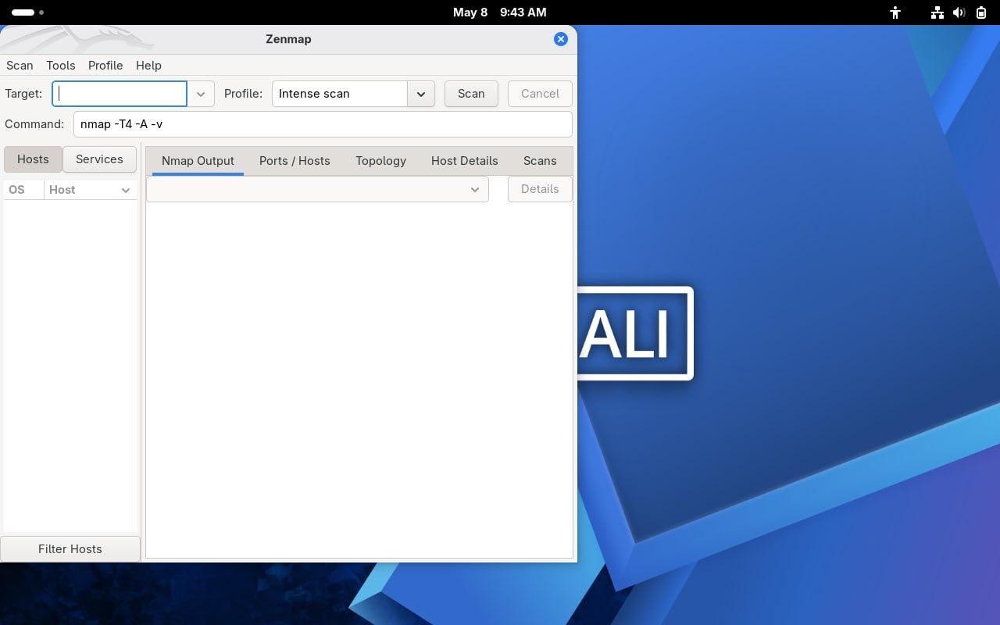 May 8 9:43 AM
Zenmap
Scan Tools Profile Help
Target: Profile: Intense scan Scan Cancel
Command: nmap -T4 -A -v
Hosts Services
Nmap Output Ports / Hosts Topology Host Details Scans
OS Host
Details
ALI
Filter Hosts